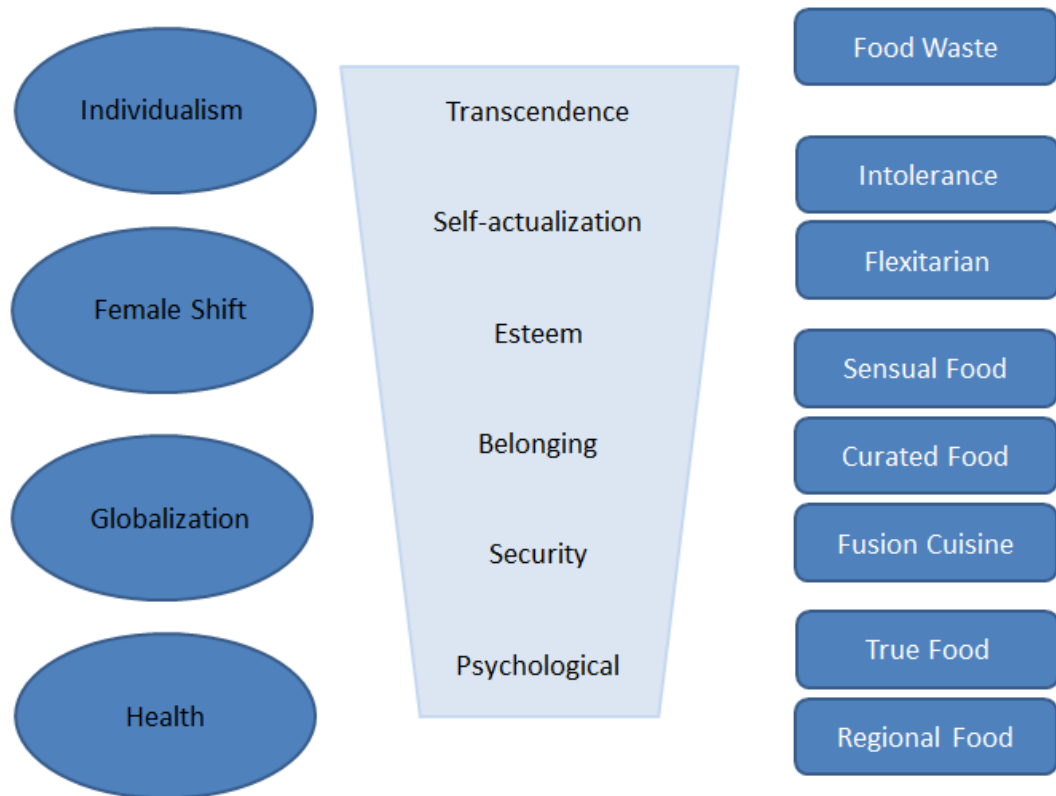 Individualism
Female Shift
Globalization
Health
Transcendence
Self-actualization
Esteem
Belonging
Security
Psychological
Food Waste
Intolerance
Flexitarian
Sensual Food
Curated Food
Fusion Cuisine
True Food
Regional Food